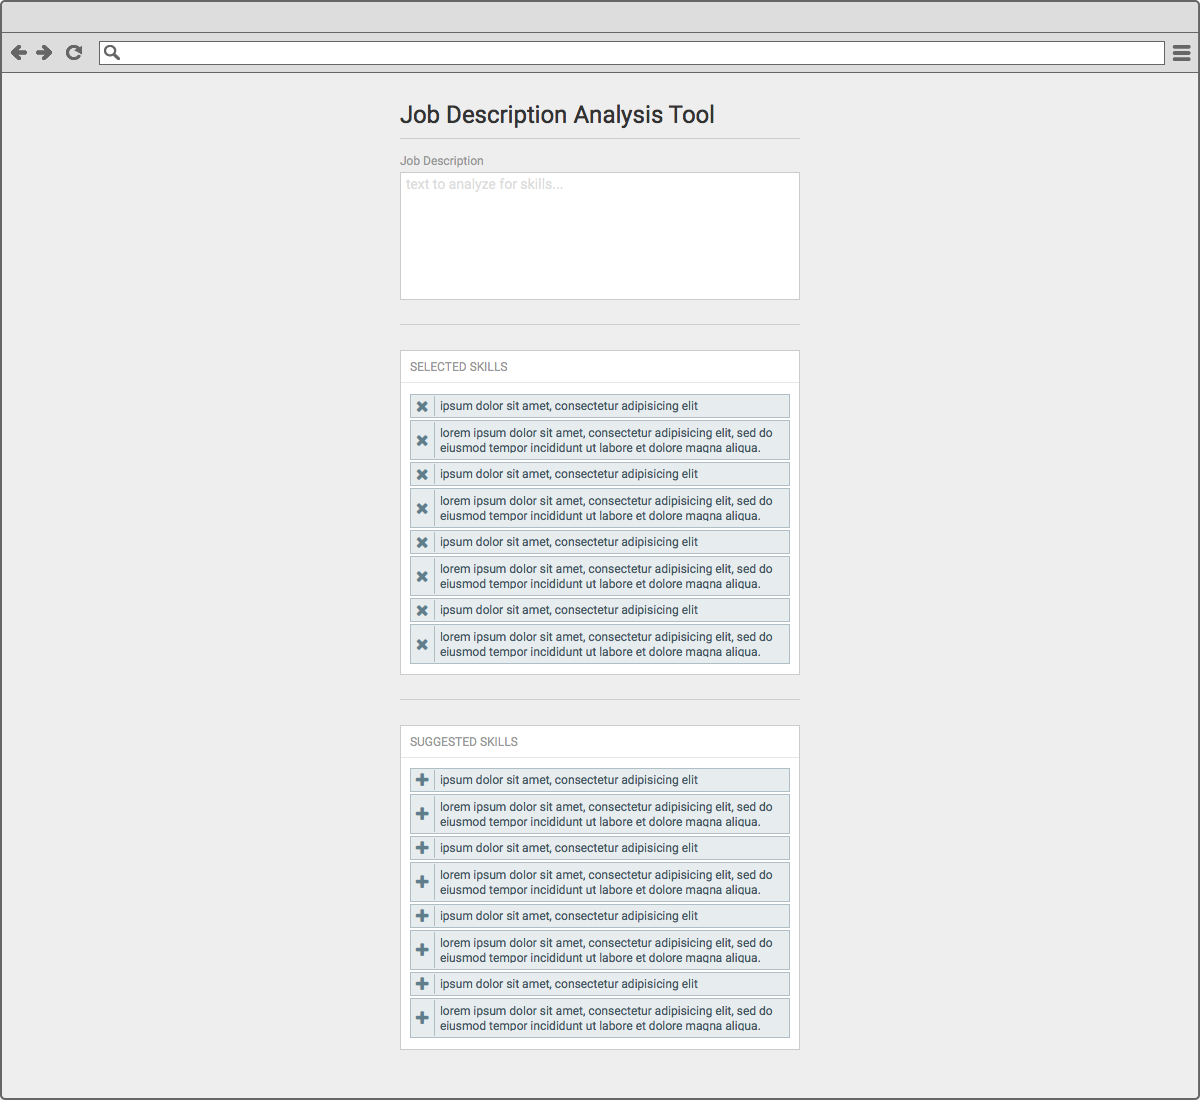 Job Description Analysis Tool
Job Description
text to analyze for skills...
SELECTED SKILLS
ipsum dolor sit amet, consectetur adipisicing elit
lorem ipsum dolor sit amet, consectetur adipisicing elit, sed do
eiusmod tempor incididunt ut labore et dolore magna aliqua.
ipsum dolor sit amet, consectetur adipisicing elit
lorem ipsum dolor sit amet, consectetur adipisicing elit, sed do
eiusmod tempor incididunt ut labore et dolore magna aliqua.
ipsum dolor sit amet, consectetur adipisicing elit
lorem ipsum dolor sit amet, consectetur adipisicing elit, sed do
eiusmod tempor incididunt ut labore et dolore magna aliqua.
ipsum dolor sit amet, consectetur adipisicing elit
lorem ipsum dolor sit amet, consectetur adipisicing elit, sed do
eiusmod tempor incididunt ut labore et dolore magna aliqua.
SUGGESTED SKILLS
ipsum dolor sit amet, consectetur adipisicing elit
lorem ipsum dolor sit amet, consectetur adipisicing elit, sed do
eiusmod tempor incididunt ut labore et dolore magna aliqua.
ipsum dolor sit amet, consectetur adipisicing elit
lorem ipsum dolor sit amet, consectetur adipisicing elit, sed do
eiusmod tempor incididunt ut labore et dolore magna aliqua.
ipsum dolor sit amet, consectetur adipisicing elit
lorem ipsum dolor sit amet, consectetur adipisicing elit, sed do
eiusmod tempor incididunt ut labore et dolore magna aliqua.
ipsum dolor sit amet, consectetur adipisicing elit
lorem ipsum dolor sit amet, consectetur adipisicing elit, sed do
eiusmod tempor incididunt ut labore et dolore magna aliqua.